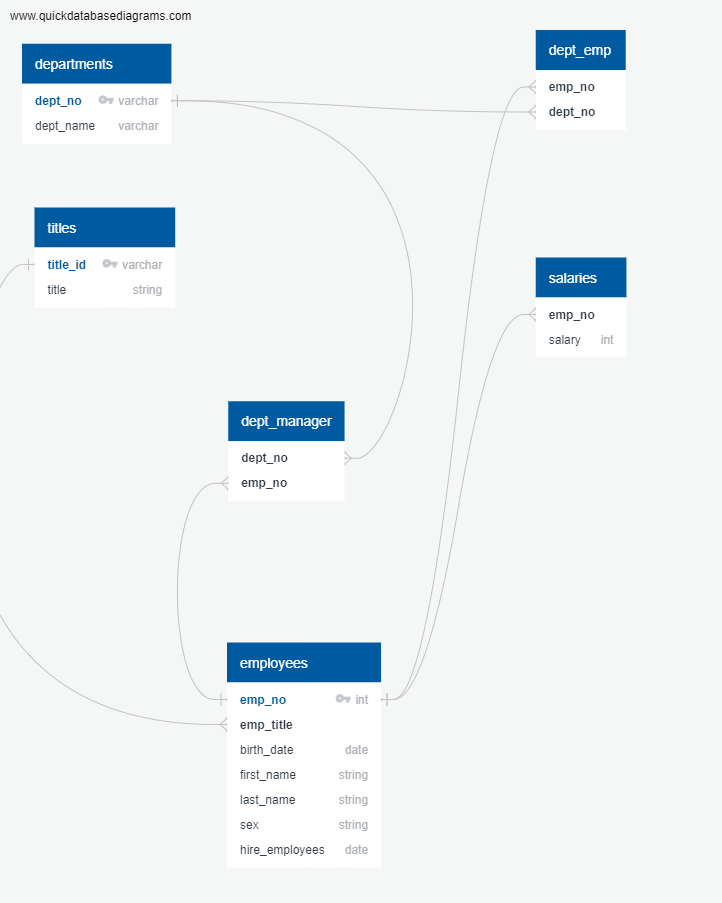 www.quickdatabasediagrams.com
departments
dept_no varchar
dept_name varchar
dept_emp
emp_no
dept_no
titles
title_id varchar
title string
salaries
emp_no
salary int
dept_manager
dept_no
emp_no
employees
emp_no int
emp_title
birth_date date
first_name string
last_name string
sex string
hire_employees date